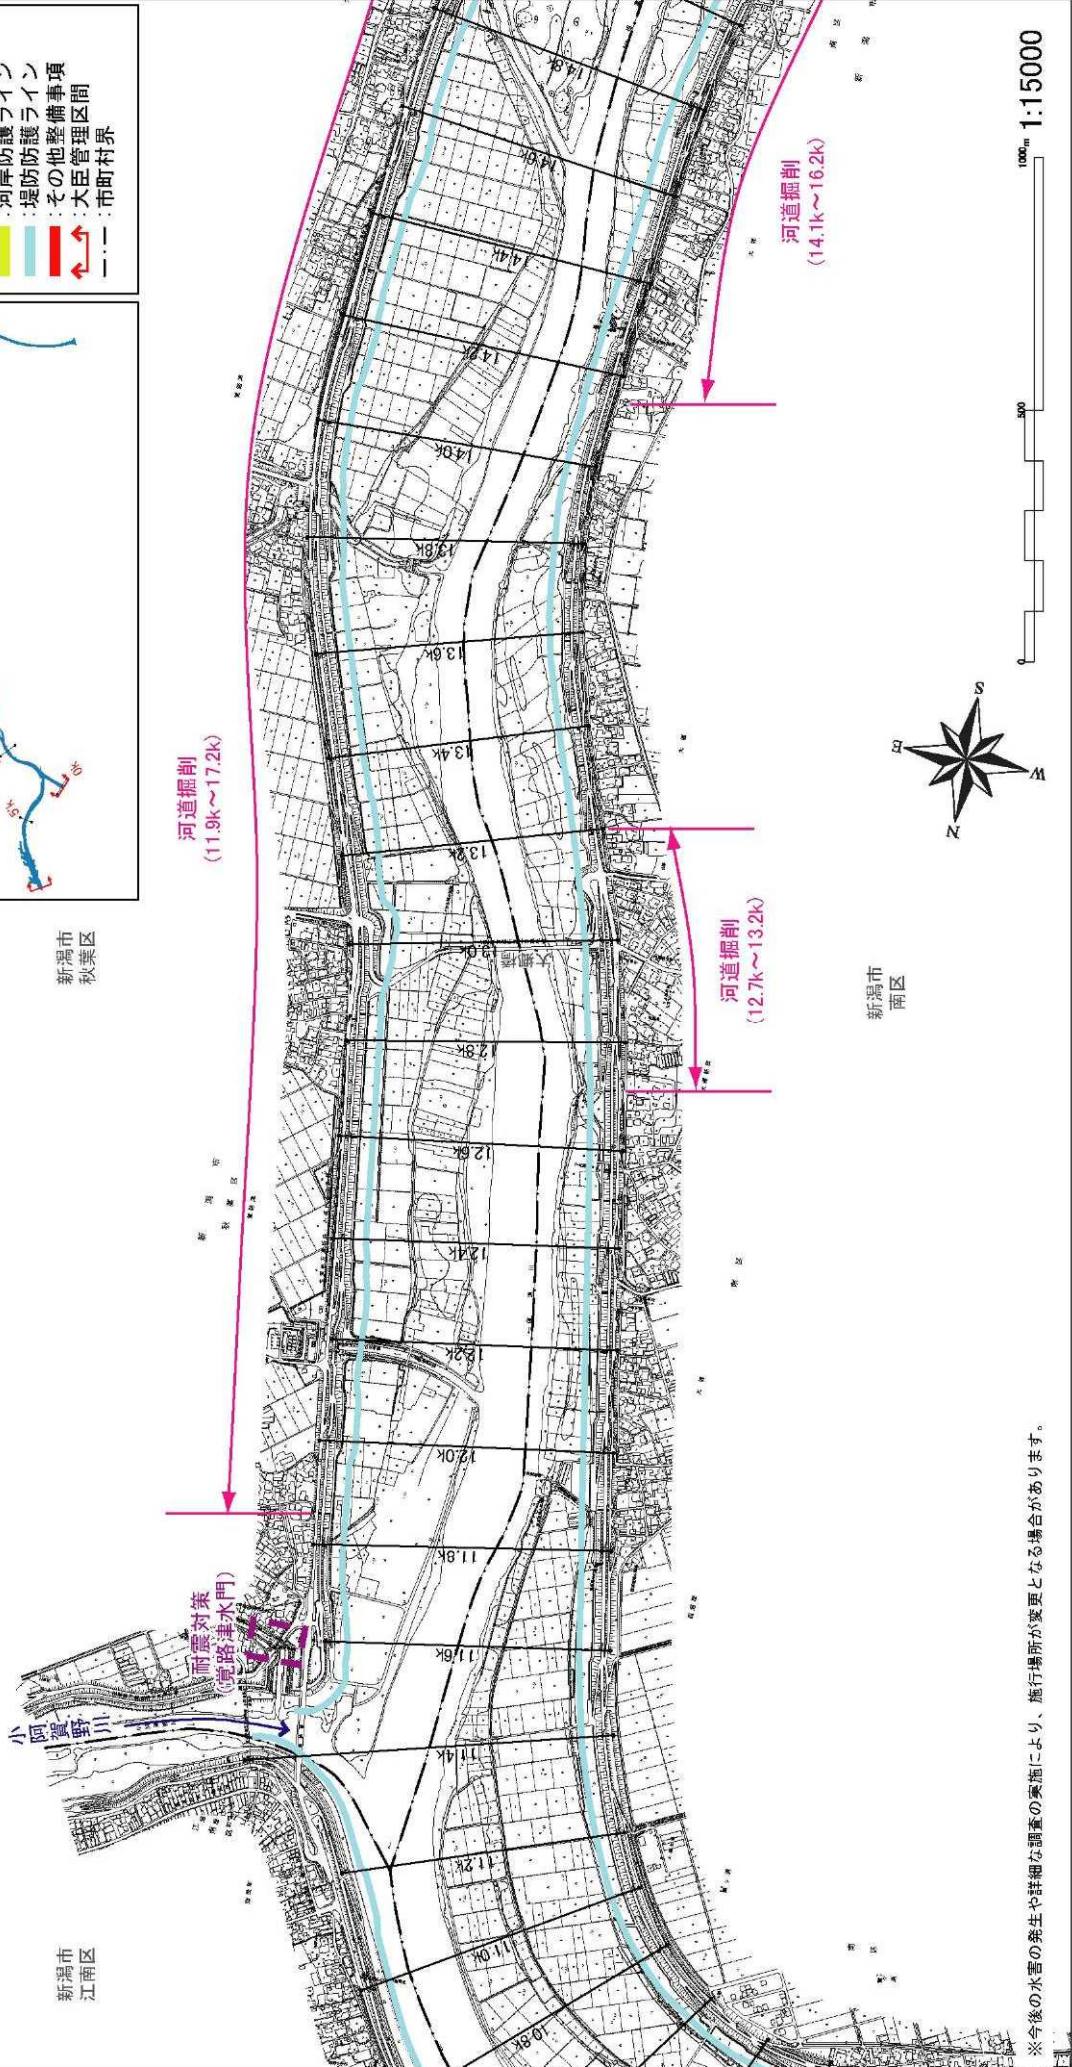 :河岸防護ライン
:堤防防護ライン
:その他整備事項
:大臣管理区間
:市町村界
5k
0k
新潟市
江南区
新潟市
秋葉区
新潟市
南区
小阿賀野川
耐震対策
(覚路津水門)
河道掘削
(11.9k～17.2k)
河道掘削
(12.7k～13.2k)
河道掘削
(14.1k～16.2k)
10.8k
11.0k
11.2k
11.4k
11.6k
11.8k
12.0k
12.2k
12.4k
12.6k
12.8k
13.0k
13.2k
13.4k
13.6k
13.8k
14.0k
14.2k
14.4k
14.6k
14.8k
N
E
S
W
0
500
1000m
1:15000
※今後の水害の発生や詳細な調査の実施により、施行場所が変更となる場合があります。